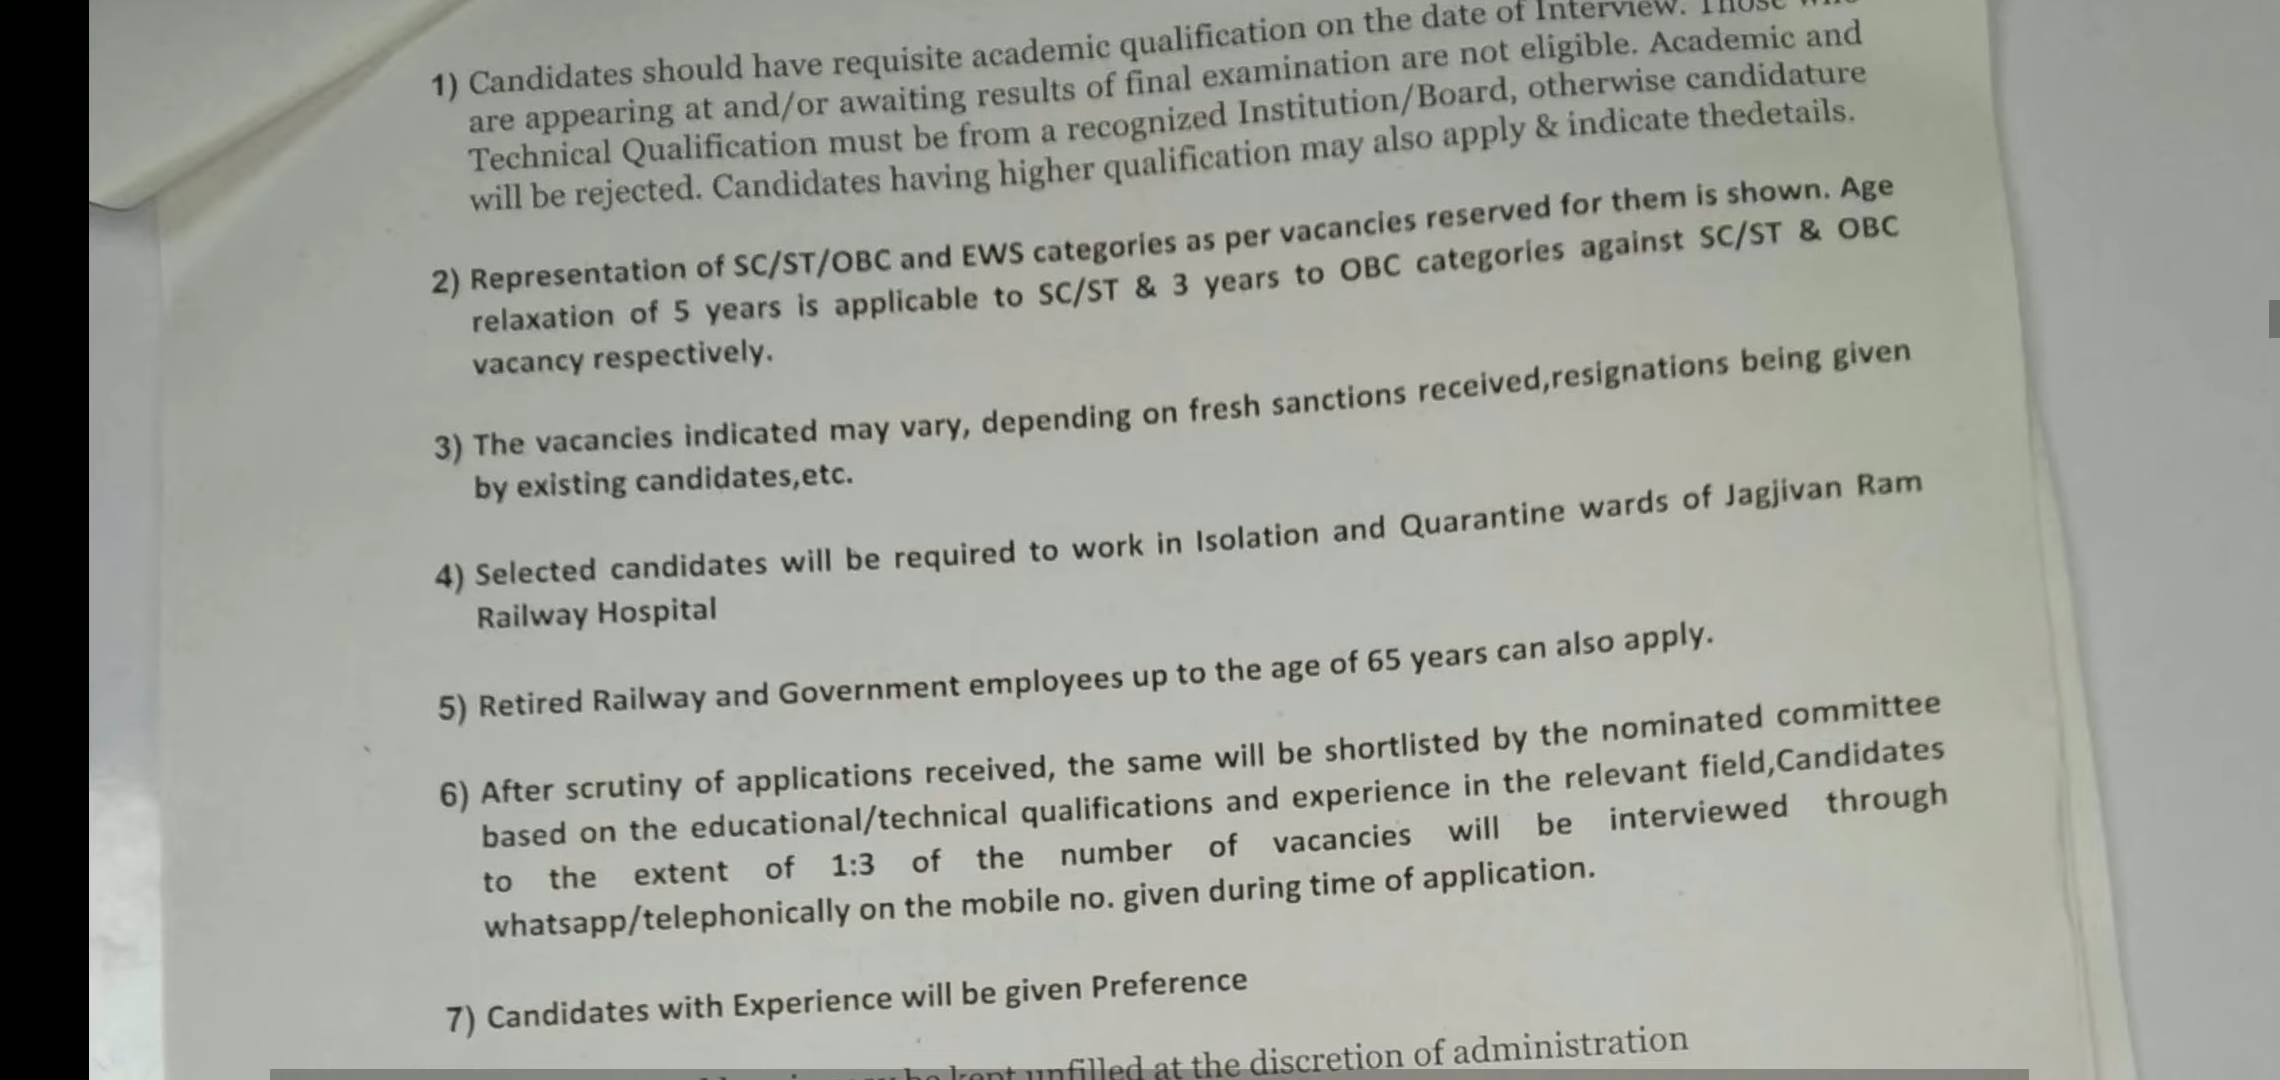 1) Candidates should have requisite academic qualification on the date of Interview. Those
are appearing at and/or awaiting results of final examination are not eligible. Academic and
Technical Qualification must be from a recognized Institution/Board, otherwise candidature
will be rejected. Candidates having higher qualification may also apply & indicate thedetails.
2) Representation of SC/ST/OBC and EWS categories as per vacancies reserved for them is shown. Age
relaxation of 5 years is applicable to SC/ST & 3 years to OBC categories against SC/ST & OBC
vacancy respectively.
3) The vacancies indicated may vary, depending on fresh sanctions received,resignations being given
by existing candidates,etc.
4) Selected candidates will be required to work in Isolation and Quarantine wards of Jagjivan Ram
Railway Hospital
5) Retired Railway and Government employees up to the age of 65 years can also apply.
6) After scrutiny of applications received, the same will be shortlisted by the nominated committee
based on the educational/technical qualifications and experience in the relevant field,Candidates
to the extent of 1:3 of the number of vacancies will be interviewed through
whatsapp/telephonically on the mobile no. given during time of application.
7) Candidates with Experience will be given Preference
be kept unfilled at the discretion of administration